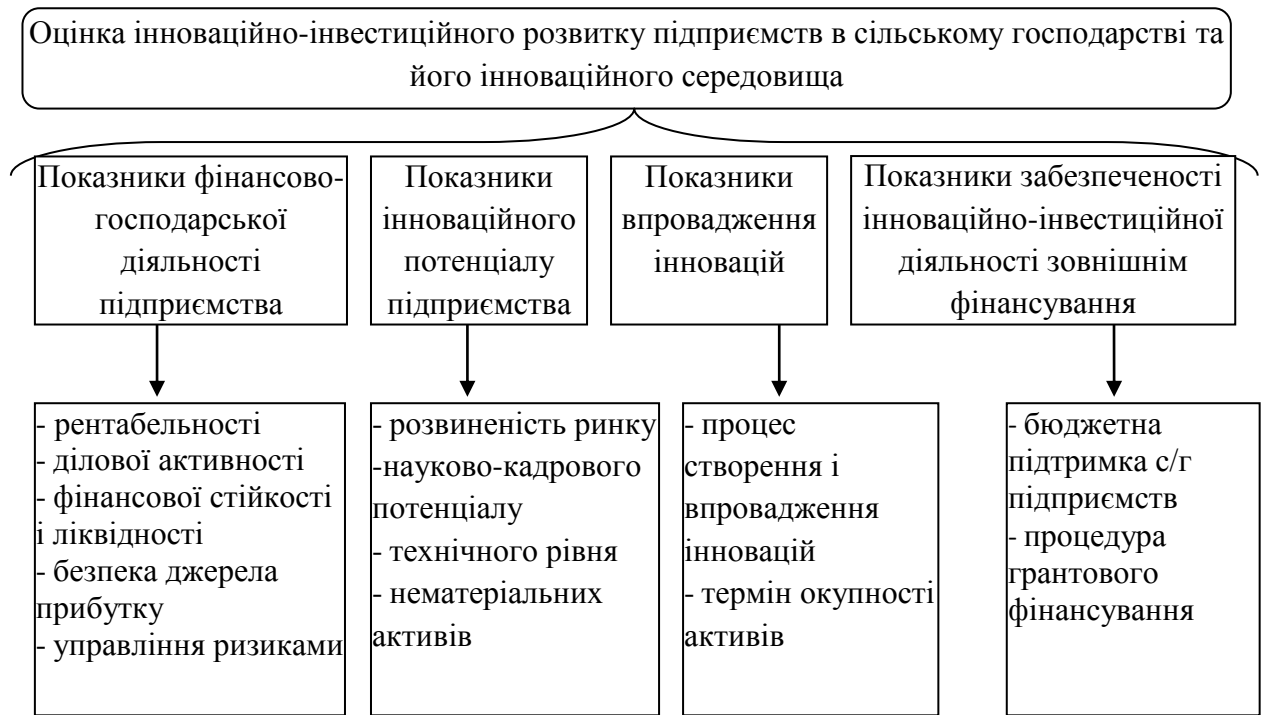 Оцінка інноваційно-інвестиційного розвитку підприємств в сільському господарстві та
його інноваційного середовища
Показники фінансово-
господарської
діяльності
підприємства
Показники
інноваційного
потенціалу
підприємства
Показники
впровадження
інновацій
Показники забезпеченості
інноваційно-інвестиційної
діяльності зовнішнім
фінансування
- рентабельності
- ділової активності
- фінансової стійкості
і ліквідності
- безпека джерела
прибутку
- управління ризиками
- розвиненість ринку
-науково-кадрового
потенціалу
- технічного рівня
- нематеріальних
активів
- процес
створення і
впровадження
інновацій
- термін окупності
активів
- бюджетна
підтримка с/г
підприємств
- процедура
грантового
фінансування